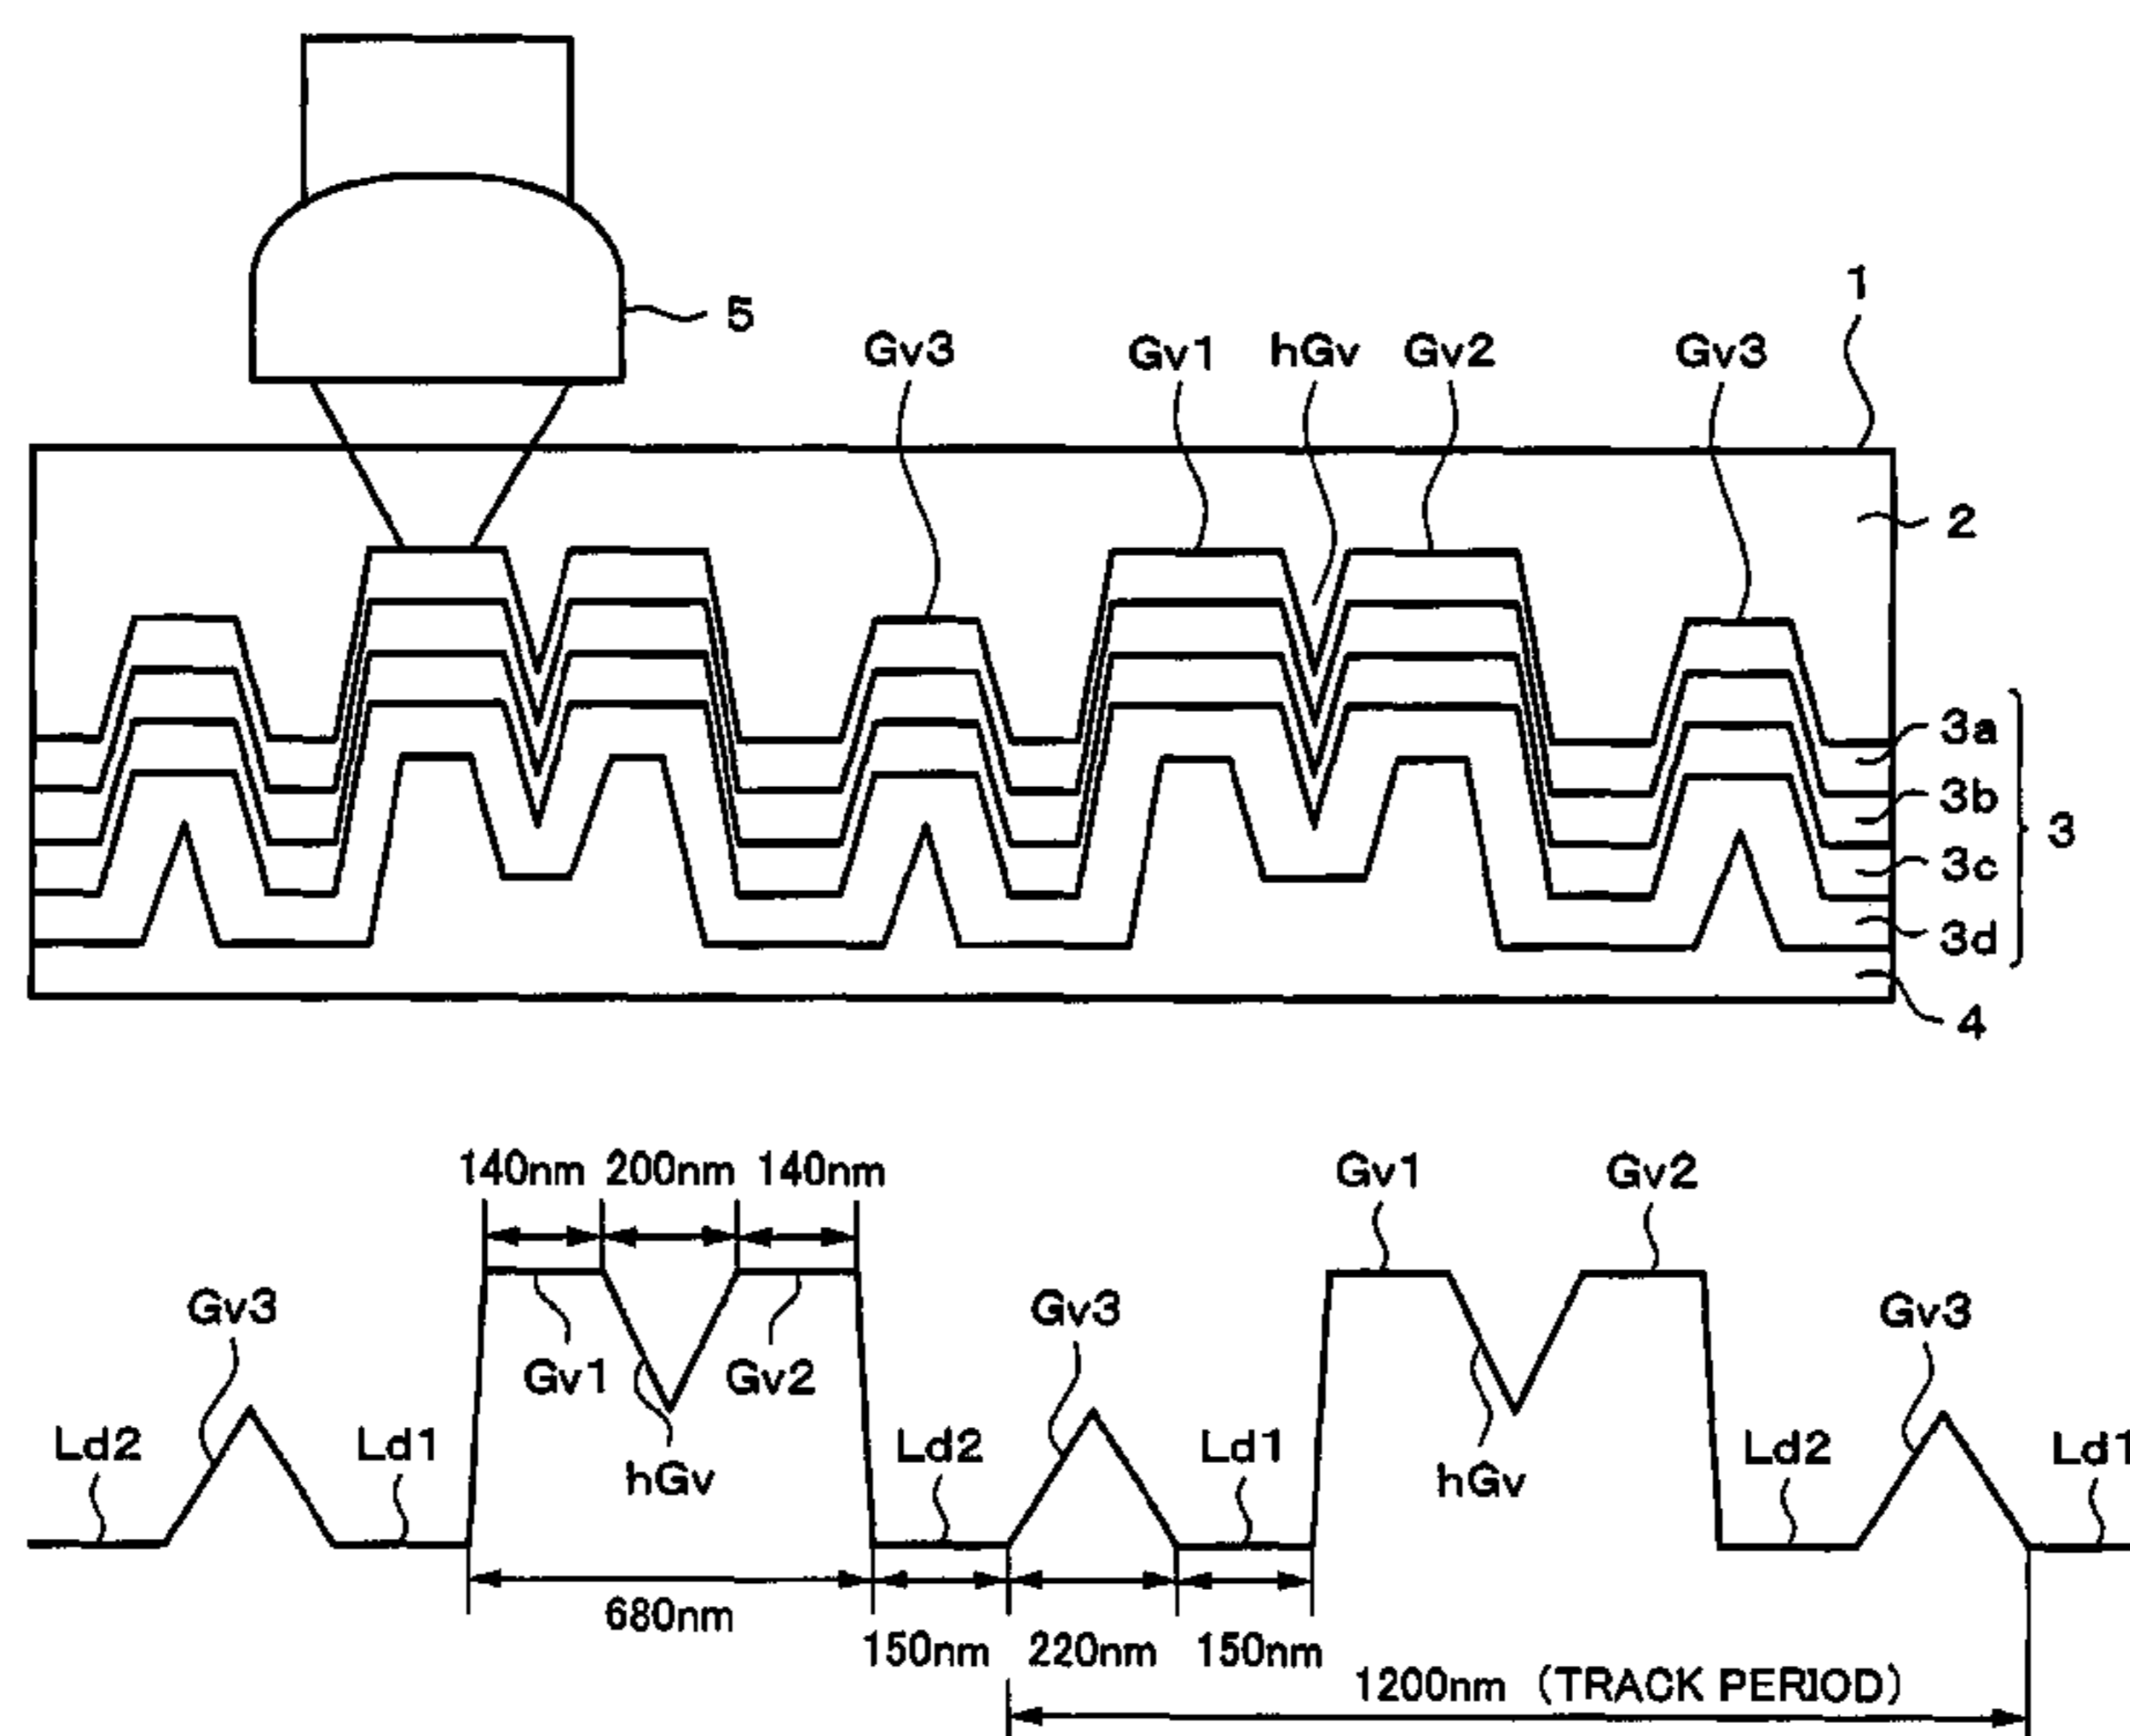 1
5
Gv3 Gv1 hGv Gv2 Gv3
2
3a
3b
3
3c
3d
4
140nm 200nm 140nm
Gv1 Gv2
Gv3 Gv3 Gv3
Gv1 Gv2
Ld2 Ld1 Ld2 Ld1 Ld2 Ld1
hGv hGv
680nm
150nm 220nm 150nm
1200nm (TRACK PERIOD)